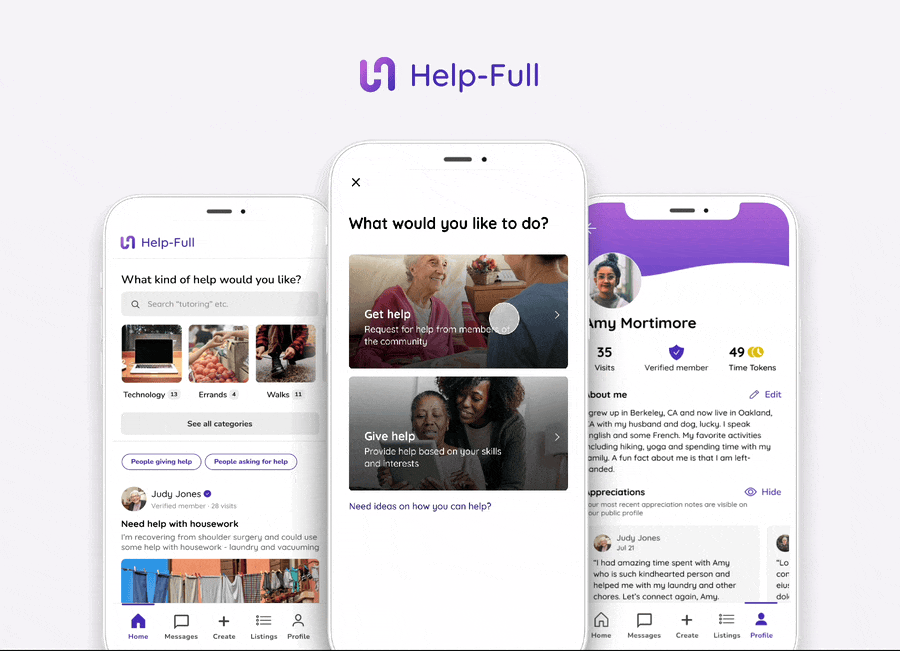 Help-Full
Help-Full
What kind of help would you like?
Search "tutoring" etc.
Technology 13
Errands 4
Walks 11
See all categories
People giving help
People asking for help
Judy Jones
Verified member · 28 visits
Need help with housework
I'm recovering from shoulder surgery and could use
some help with housework - laundry and vacuuming
Home
Messages
Create
Listings
Profile
What would you like to do?
Get help
Request for help from members of
the community
Give help
Provide help based on your skills
and interests
Need ideas on how you can help?
Amy Mortimore
35
Visits
Verified member
49
Time Tokens
About me
Edit
grew up in Berkeley, CA and now live in Oakland,
CA with my husband and dog, lucky. I speak
nglish and some French. My favorite activities
ncluding hiking, yoga and spending time with my
amily. A fun fact about me is that I am left-
anded.
Appreciations
Hide
our most recent appreciation notes are visible on
our public profile
Judy Jones
Jul 21
"I had amazing time spent with Amy
who is such kindhearted person and
helped me with my laundry and other
chores. Let's connect again, Amy.
"Lo
con
eius
dol
Home
Messages
Create
Listings
Profile